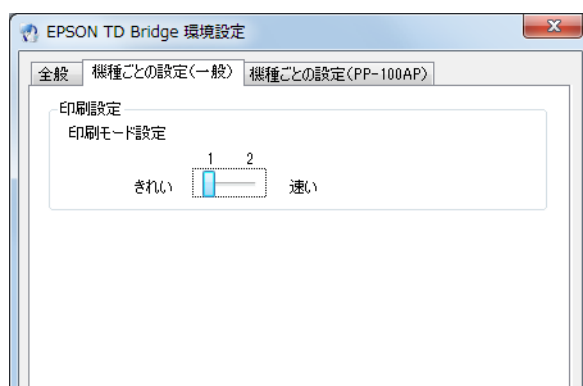 EPSON TD Bridge 環境設定
全般 機種ごとの設定(一般) 機種ごとの設定(PP-100AP)
印刷設定
印刷モード設定
1 2
きれい 速い